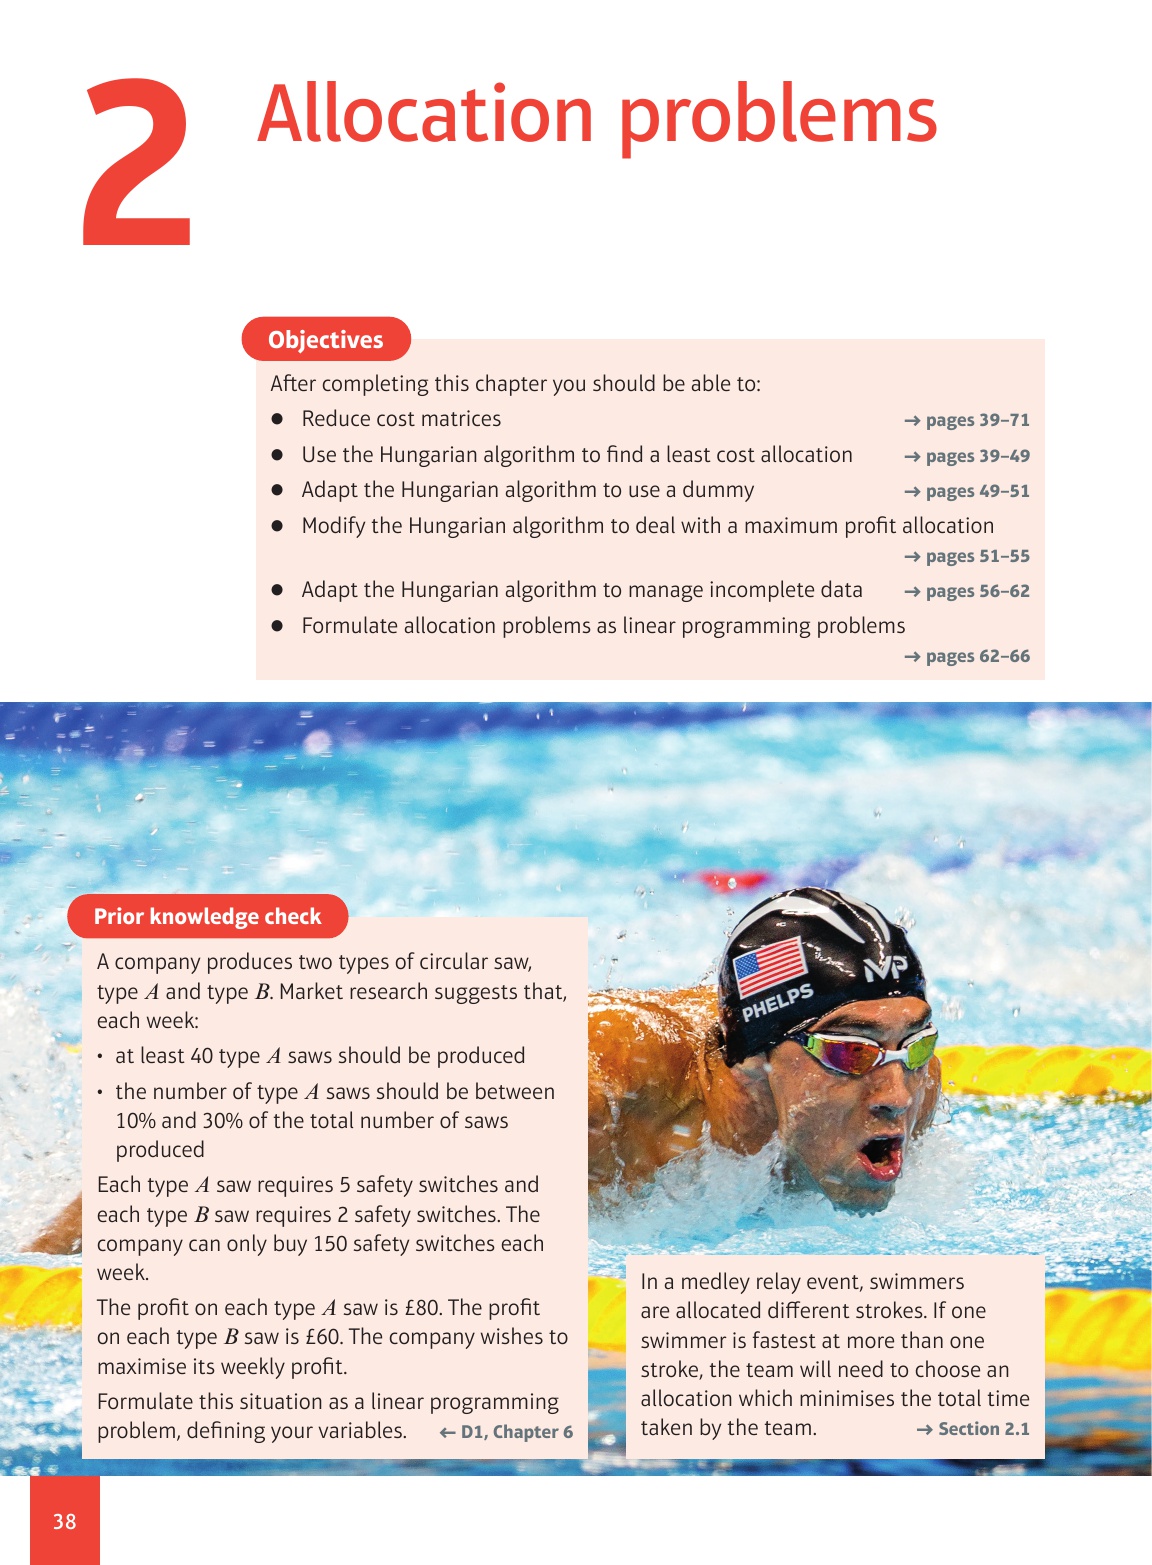 2
Allocation problems
Objectives
After completing this chapter you should be able to:
● Reduce cost matrices → pages 39–71
● Use the Hungarian algorithm to find a least cost allocation → pages 39–49
● Adapt the Hungarian algorithm to use a dummy → pages 49–51
● Modify the Hungarian algorithm to deal with a maximum profit allocation
→ pages 51–55
● Adapt the Hungarian algorithm to manage incomplete data → pages 56–62
● Formulate allocation problems as linear programming problems
→ pages 62–66
Prior knowledge check
A company produces two types of circular saw,
type A and type B. Market research suggests that,
each week:
• at least 40 type A saws should be produced
• the number of type A saws should be between
10% and 30% of the total number of saws
produced
Each type A saw requires 5 safety switches and
each type B saw requires 2 safety switches. The
company can only buy 150 safety switches each
week.
The profit on each type A saw is £80. The profit
on each type B saw is £60. The company wishes to
maximise its weekly profit.
Formulate this situation as a linear programming
problem, defining your variables. ← D1, Chapter 6
MP
PHELPS
In a medley relay event, swimmers
are allocated different strokes. If one
swimmer is fastest at more than one
stroke, the team will need to choose an
allocation which minimises the total time
taken by the team. → Section 2.1
38